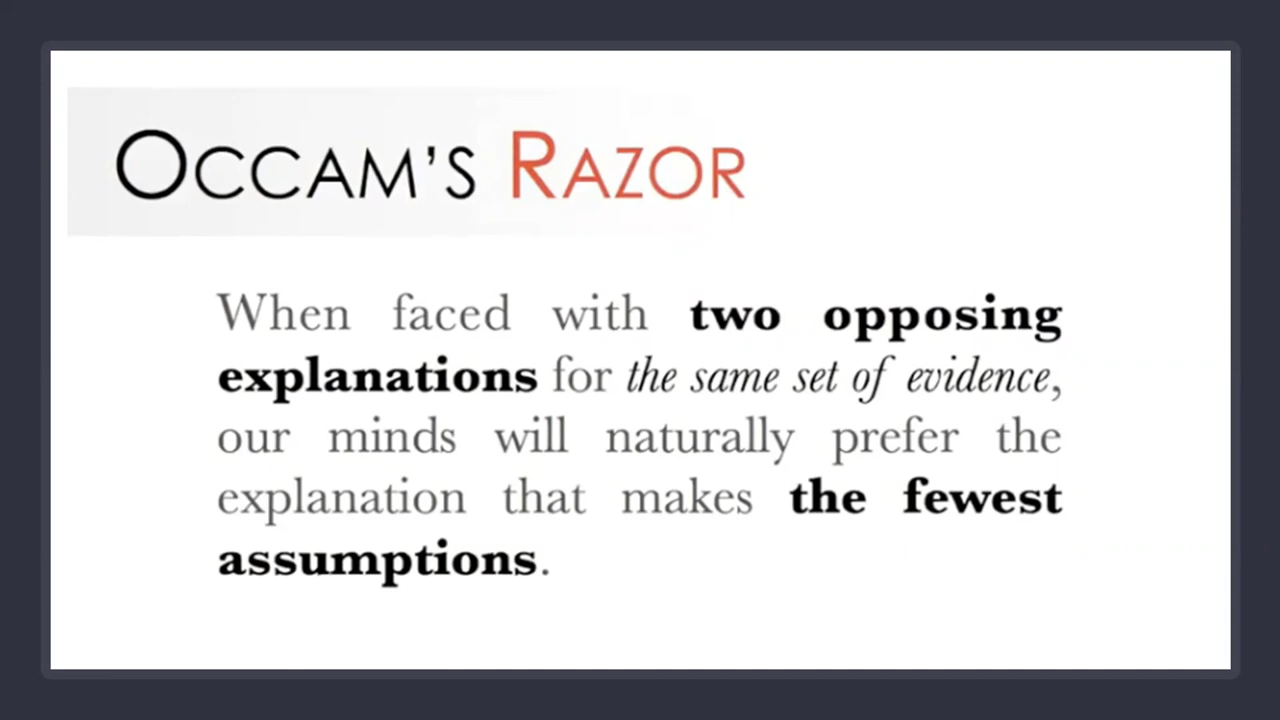 OCCAM'S RAZOR
When faced with two opposing
explanations for the same set of evidence,
our minds will naturally prefer the
explanation that makes the fewest
assumptions.